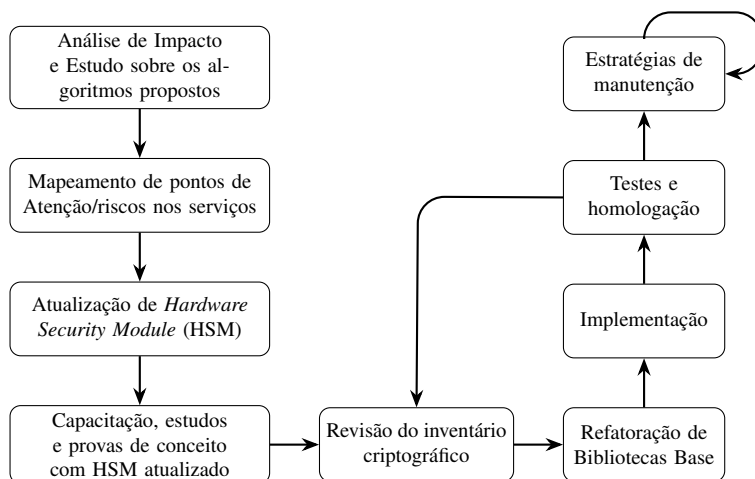 Análise de Impacto
e Estudo sobre os al-
goritmos propostos
Mapeamento de pontos de
Atenção/riscos nos serviços
Atualização de Hardware
Security Module (HSM)
Capacitação, estudos
e provas de conceito
com HSM atualizado
Revisão do inventário
criptográfico
Refatoração de
Bibliotecas Base
Implementação
Testes e
homologação
Estratégias de
manutenção